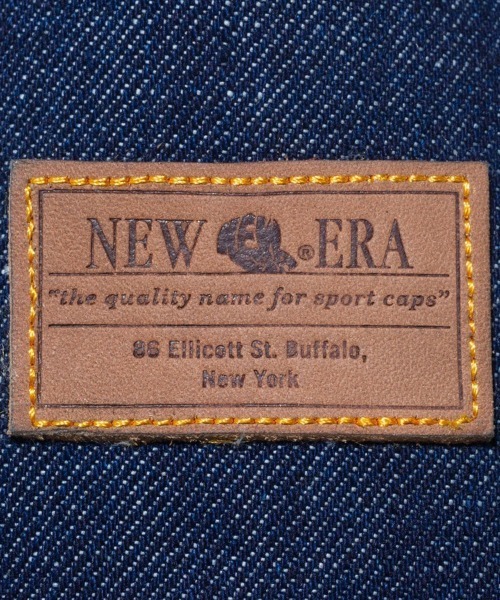 NEW E ® ERA
"the quality name for sport caps"
86 Ellicott St. Buffalo,
New York